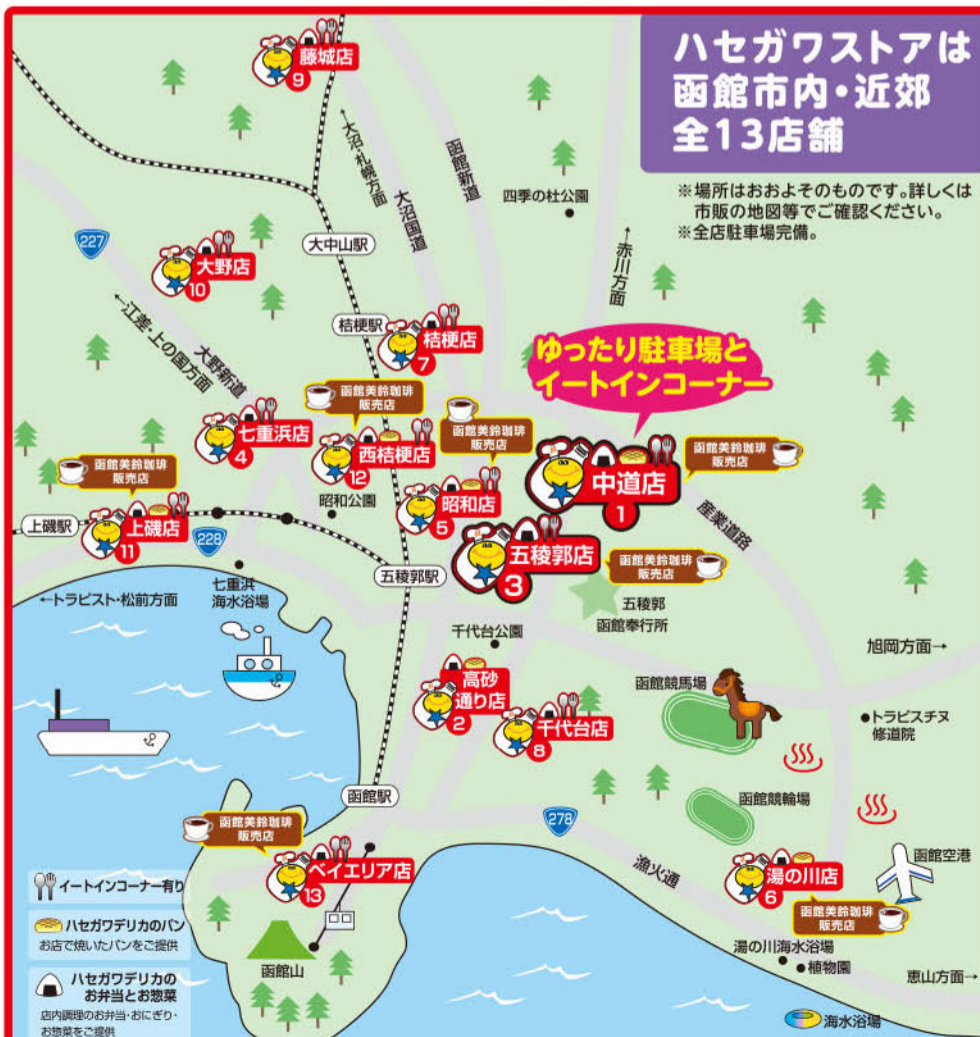 ハセガワストアは
函館市内・近郊
全13店舗
※場所はおおよそのものです。詳しくは
市販の地図等でご確認ください。
※全店駐車場完備。
藤城店
9
←大沼・札幌方面
大沼国道
函館新道
四季の杜公園
←赤川方面
227
大中山駅
大野店
10
←江差・上の国方面
大野新道
桔梗駅
桔梗店
7
ゆったり駐車場と
イートインコーナー
函館美鈴珈琲
販売店
七重浜店
4
西桔梗店
12
昭和公園
函館美鈴珈琲
販売店
昭和店
5
中道店
1
函館美鈴珈琲
販売店
産業道路
函館美鈴珈琲
販売店
上磯駅
上磯店
11
228
七重浜
海水浴場
五稜郭駅
五稜郭店
3
函館美鈴珈琲
販売店
五稜郭
函館奉行所
←トラピスト・松前方面
千代台公園
旭岡方面→
高砂
通り店
2
千代台店
8
函館競馬場
トラピスチヌ
修道院
函館駅
函館競輪場
278
漁火通
函館空港
函館美鈴珈琲
販売店
ベイエリア店
13
函館山
湯の川店
6
函館美鈴珈琲
販売店
湯の川海水浴場
植物園
恵山方面→
海水浴場
イートインコーナー有り
ハセガワデリカのパン
お店で焼いたパンをご提供
ハセガワデリカの
お弁当とお惣菜
店内調理のお弁当・おにぎり・
お惣菜をご提供